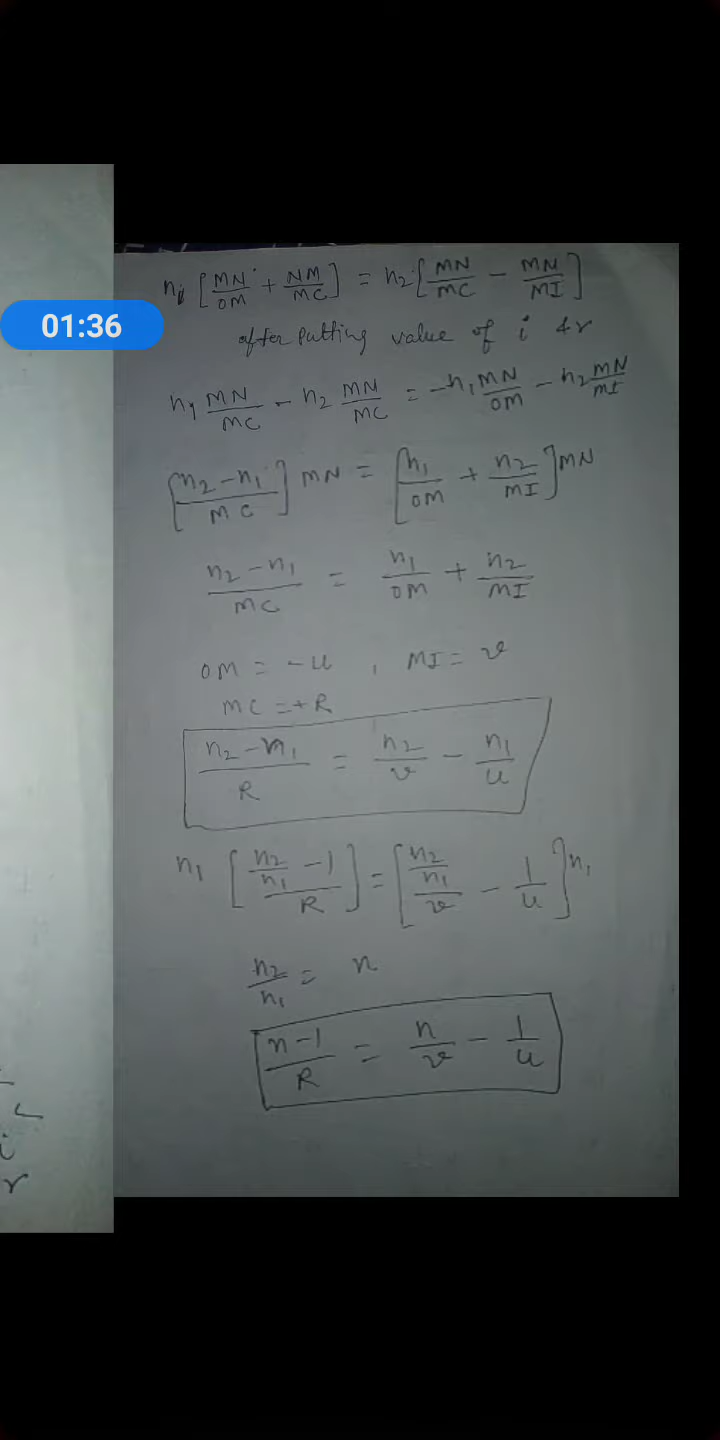 01:36
n₁ [MN/OM + NM/MC] = n₂ [MN/MC - MN/MI]
after putting value of i & r
n₁ MN/MC - n₂ MN/MC = -n₁ MN/OM - n₂ MN/MI
[n₂-n₁/MC] MN = [n₁/OM + n₂/MI] MN
n₂-n₁/MC = n₁/OM + n₂/MI
OM = -u , MI = v
MC = +R
n₂-n₁/R = n₂/v - n₁/u
n₁ [n₂/n₁ -1/R] = [n₂/n₁/v - 1/u] n₁
n₂/n₁ = n
n-1/R = n/v - 1/u
i
r